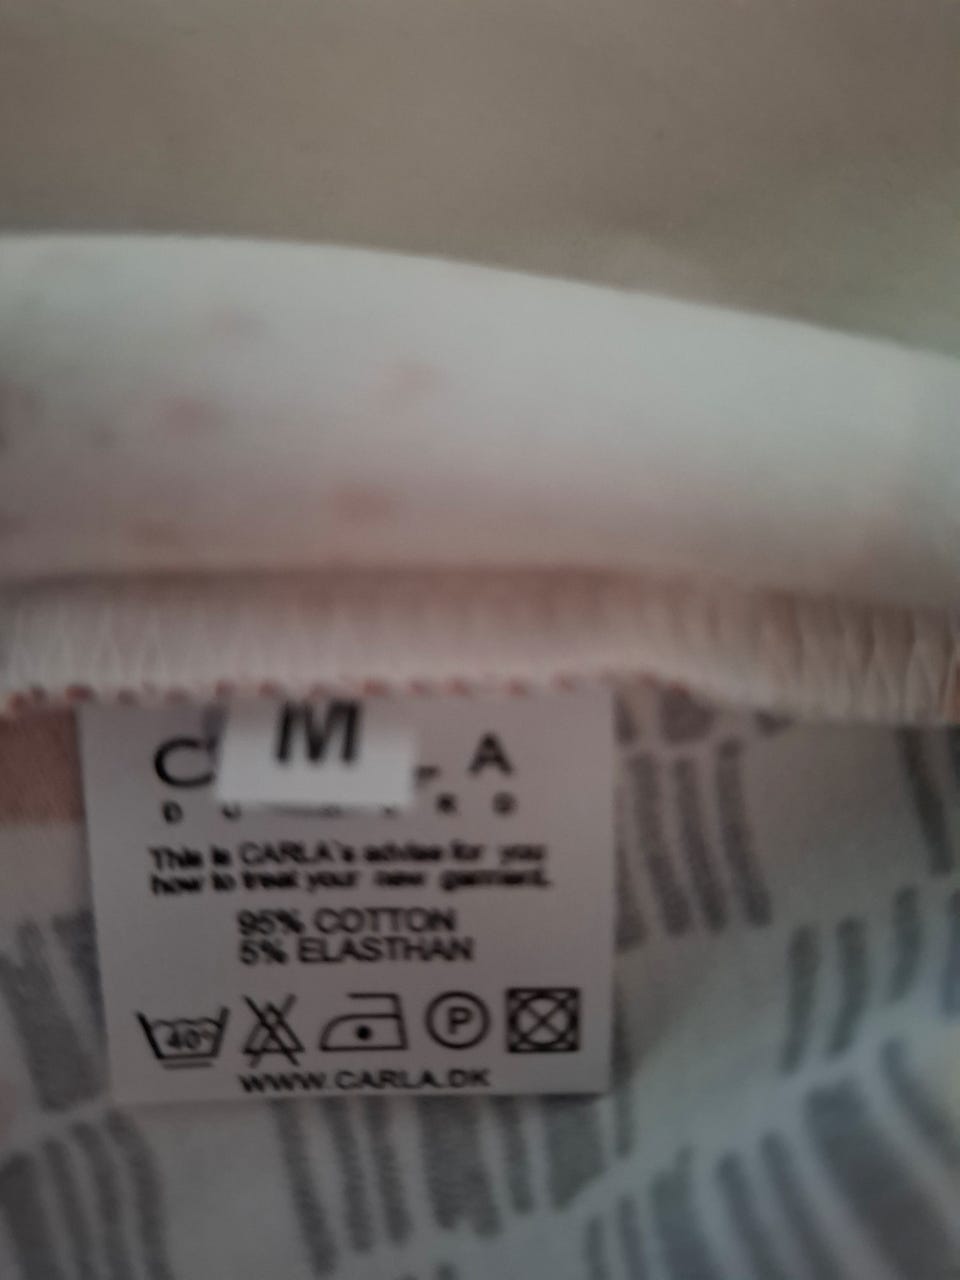 M
C A
This is CARLA's advise for you
how to treat your new garment.
95% COTTON
5% ELASTHAN
40° P
WWW.CARLA.DK